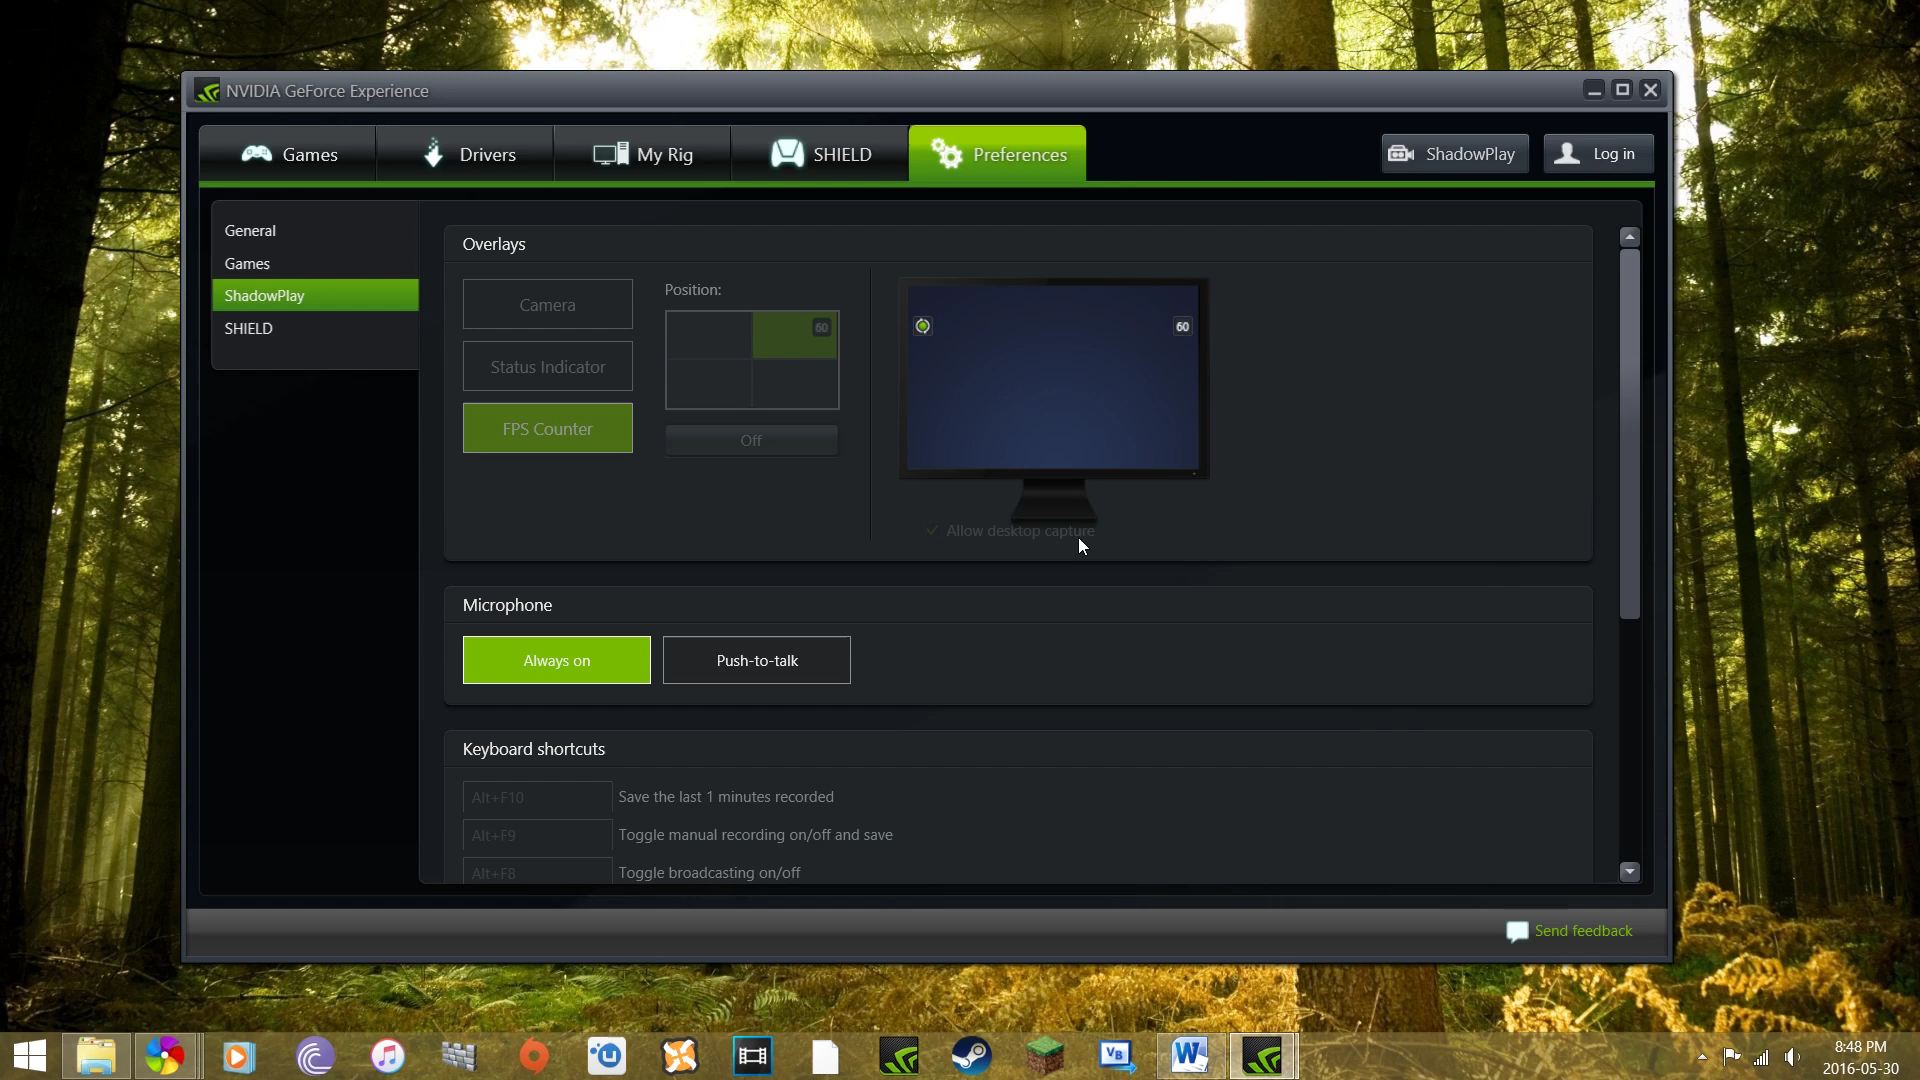 NVIDIA GeForce Experience
Games
Drivers
My Rig
SHIELD
Preferences
ShadowPlay
Log in
General
Games
ShadowPlay
SHIELD
Overlays
Camera
Status Indicator
FPS Counter
Position:
60
Off
60
Allow desktop capture
Microphone
Always on
Push-to-talk
Keyboard shortcuts
Alt+F10 Save the last 1 minutes recorded
Alt+F9 Toggle manual recording on/off and save
Alt+F8 Toggle broadcasting on/off
Send feedback
VB
W
8:48 PM
2016-05-30